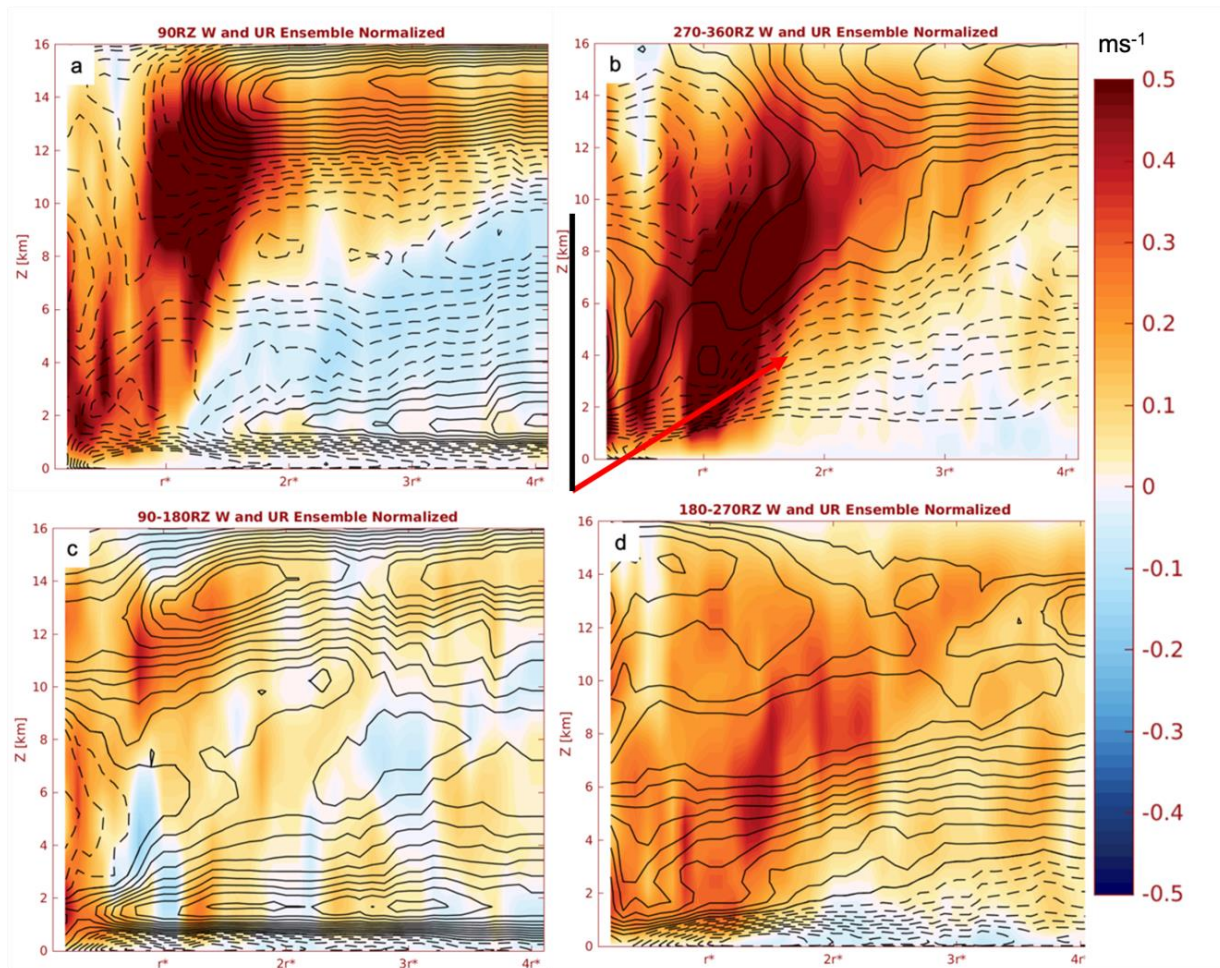 90RZ W and UR Ensemble Normalized
270-360RZ W and UR Ensemble Normalized
ms-1
a
b
16
14
12
10
8
6
4
2
0
Z [km]
r*
2r*
3r*
4r*
16
14
12
10
8
6
4
2
0
Z [km]
r*
2r*
3r*
4r*
0.5
0.4
0.3
0.2
0.1
0
-0.1
-0.2
-0.3
-0.4
-0.5
90-180RZ W and UR Ensemble Normalized
180-270RZ W and UR Ensemble Normalized
c
d
16
14
12
10
8
6
4
2
0
Z [km]
r*
2r*
3r*
4r*
16
14
12
10
8
6
4
2
0
Z [km]
r*
2r*
3r*
4r